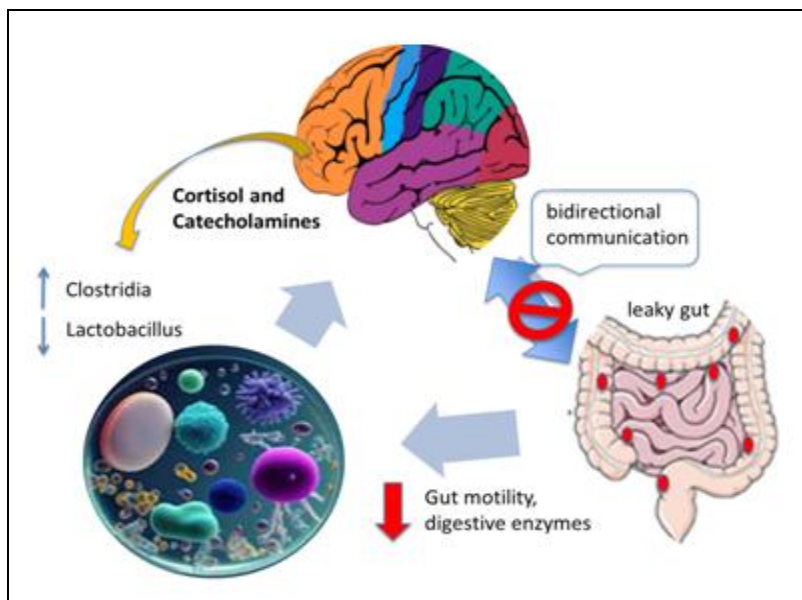 Cortisol and
Catecholamines
bidirectional
communication
Clostridia
Lactobacillus
leaky gut
Gut motility,
digestive enzymes